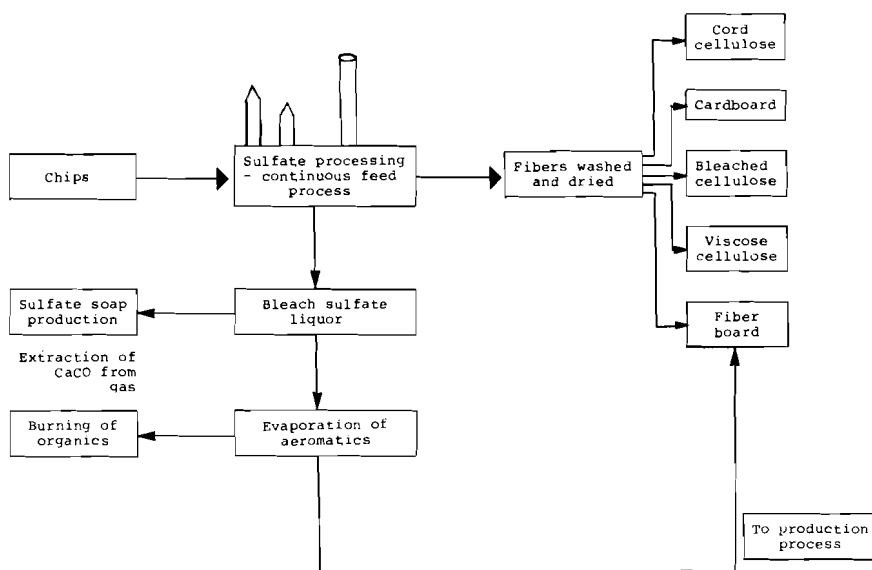 Cord
cellulose
Cardboard
Chips
Sulfate processing
- continuous feed
process
Fibers washed
and dried
Bleached
cellulose
Viscose
cellulose
Sulfate soap
production
Bleach sulfate
liquor
Fiber
board
Extraction of
CaCO from
gas
Burning of
organics
Evaporation of
aeromatics
To production
process